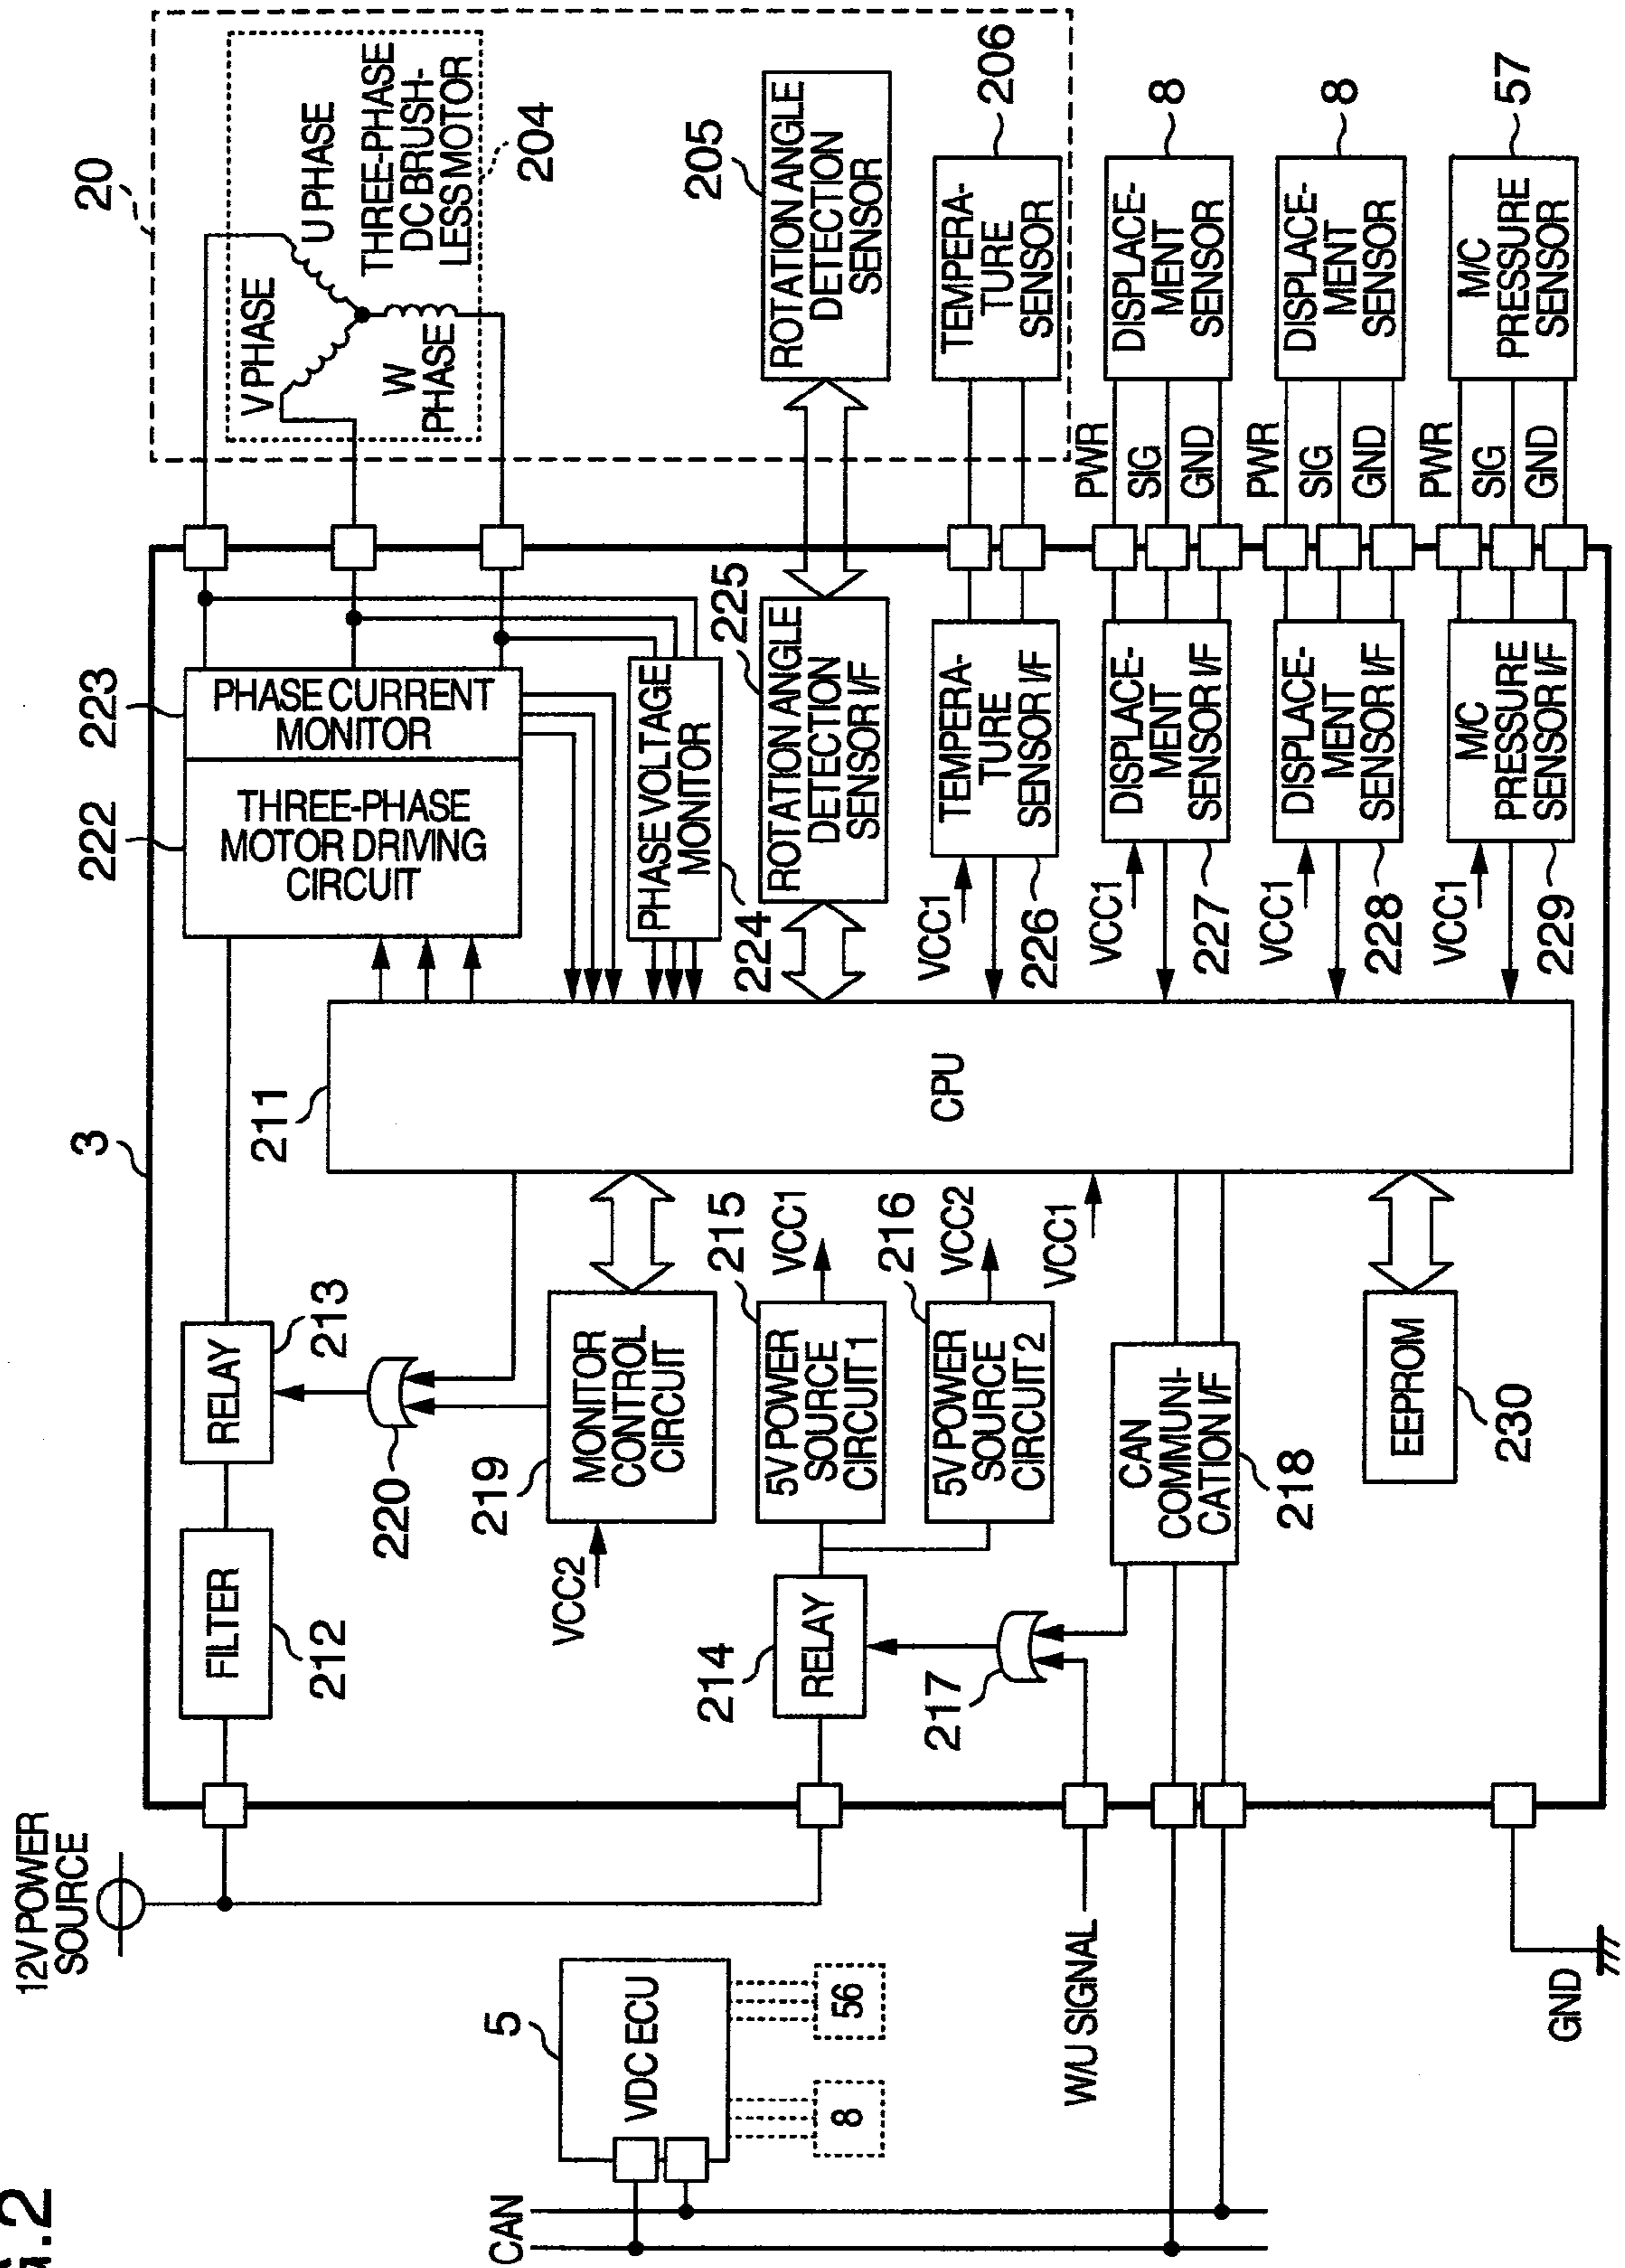 G.2
12V POWER
SOURCE
3
20
FILTER
212
RELAY
213
220
222
THREE-PHASE
MOTOR DRIVING
CIRCUIT
223
PHASE CURRENT
MONITOR
V PHASE
U PHASE
W
PHASE
THREE-PHASE
DC BRUSH-
LESS MOTOR
204
211
CPU
5
VDC ECU
8
56
CAN
VCC2
219
MONITOR
CONTROL
CIRCUIT
PHASE VOLTAGE
MONITOR
224
214
RELAY
215
5V POWER
SOURCE
CIRCUIT 1
VCC1
216
5V POWER
SOURCE
CIRCUIT 2
VCC2
225
ROTATION ANGLE
DETECTION
SENSOR I/F
205
ROTATION ANGLE
DETECTION
SENSOR
217
W/U SIGNAL
VCC1
VCC1
226
TEMPERA-
TURE
SENSOR I/F
TEMPERA-
TURE
SENSOR
206
CAN
COMMUNI-
CATION I/F
218
VCC1
227
DISPLACE-
MENT
SENSOR I/F
PWR
SIG
GND
DISPLACE-
MENT
SENSOR
8
VCC1
228
DISPLACE-
MENT
SENSOR I/F
PWR
SIG
GND
DISPLACE-
MENT
SENSOR
8
EEPROM
230
VCC1
229
M/C
PRESSURE
SENSOR I/F
PWR
SIG
GND
M/C
PRESSURE
SENSOR
57
GND